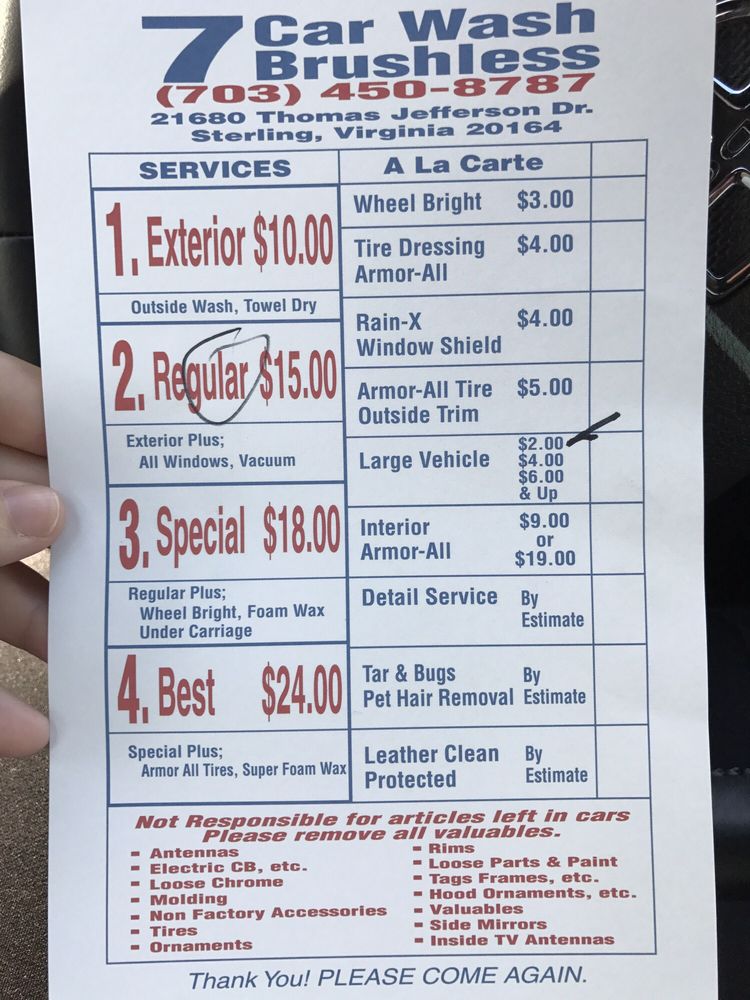 7 Car Wash
Brushless
(703) 450-8787
21680 Thomas Jefferson Dr.
Sterling, Virginia 20164
SERVICES
1. Exterior $10.00
Outside Wash, Towel Dry
2. Regular $15.00
Exterior Plus;
All Windows, Vacuum
3. Special $18.00
Regular Plus;
Wheel Bright, Foam Wax
Under Carriage
4. Best $24.00
Special Plus;
Armor All Tires, Super Foam Wax
A La Carte
Wheel Bright $3.00
Tire Dressing $4.00
Armor-All
Rain-X $4.00
Window Shield
Armor-All Tire $5.00
Outside Trim
Large Vehicle $2.00
$4.00
$6.00
& Up
Interior $9.00
Armor-All or
$19.00
Detail Service By
Estimate
Tar & Bugs By
Pet Hair Removal Estimate
Leather Clean By
Protected Estimate
Not Responsible for articles left in cars
Please remove all valuables.
- Antennas
- Electric CB, etc.
- Loose Chrome
- Molding
- Non Factory Accessories
- Tires
- Ornaments
- Rims
- Loose Parts & Paint
- Tags Frames, etc.
- Hood Ornaments, etc.
- Valuables
- Side Mirrors
- Inside TV Antennas
Thank You! PLEASE COME AGAIN.